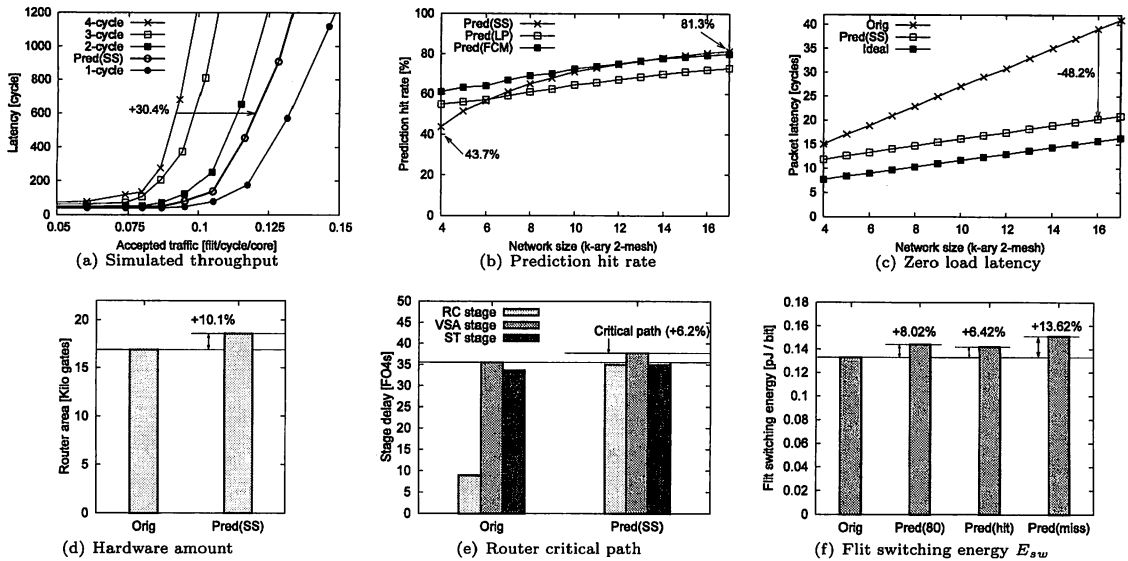 1200
1000
800
600
400
200
0
Latency [cycle]
4-cycle
3-cycle
2-cycle
Pred(SS)
1-cycle
+30.4%
0.05
0.075
0.1
0.125
0.15
Accepted traffic [flit/cycle/core]
(a) Simulated throughput
100
80
60
40
20
0
Prediction hit rate [%]
Pred(SS)
Pred(LP)
Pred(FCM)
81.3%
43.7%
4
6
8
10
12
14
16
Network size (k-ary 2-mesh)
(b) Prediction hit rate
40
35
30
25
20
15
10
5
0
Packet latency [cycles]
Orig
Pred(SS)
Ideal
-48.2%
4
6
8
10
12
14
16
Network size (k-ary 2-mesh)
(c) Zero load latency
20
15
10
5
0
Router area [Kilo gates]
+10.1%
Orig
Pred(SS)
(d) Hardware amount
50
45
40
35
30
25
20
15
10
5
0
Stage delay [FO4s]
RC stage
VSA stage
ST stage
Critical path (+6.2%)
Orig
Pred(SS)
(e) Router critical path
0.18
0.16
0.14
0.12
0.1
0.08
0.06
0.04
0.02
0
Flit switching energy [pJ / bit]
+8.02%
+6.42%
+13.62%
Orig
Pred(80)
Pred(hit)
Pred(miss)
(f) Flit switching energy Esw